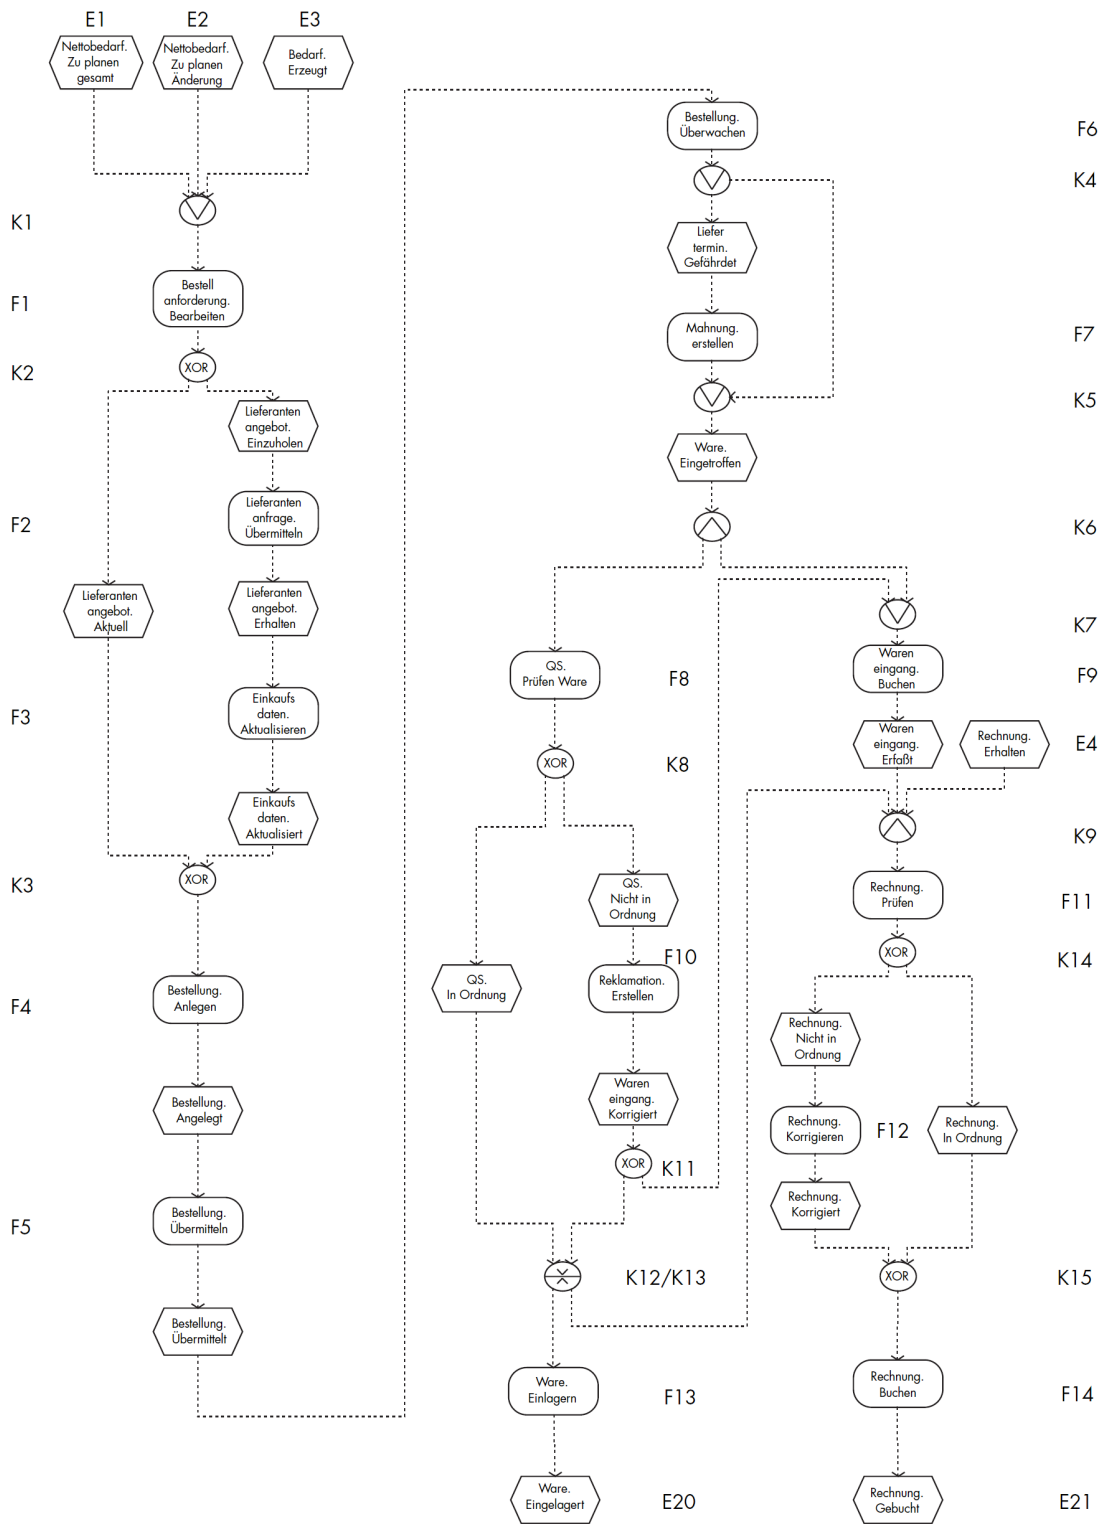 E1
E2
E3
Nettobedarf.
Zu planen
gesamt
Nettobedarf.
Zu planen
Änderung
Bedarf.
Erzeugt
K1
F1
Bestell
anforderung.
Bearbeiten
K2
XOR
Lieferanten
angebot.
Einzuholen
F2
Lieferanten
anfrage.
Übermitteln
Lieferanten
angebot.
Aktuell
Lieferanten
angebot.
Erhalten
F3
Einkaufs
daten.
Aktualisieren
Einkaufs
daten.
Aktualisiert
K3
XOR
F4
Bestellung.
Anlegen
Bestellung.
Angelegt
F5
Bestellung.
Übermitteln
Bestellung.
Übermittelt
Bestellung.
Überwachen
F6
K4
Liefer
termin.
Gefährdet
Mahnung.
erstellen
F7
K5
Ware.
Eingetroffen
K6
K7
QS.
Prüfen Ware
F8
Waren
eingang.
Buchen
F9
Waren
eingang.
Erfaßt
Rechnung.
Erhalten
E4
XOR
K8
K9
QS.
Nicht in
Ordnung
Rechnung.
Prüfen
F11
F10
XOR
K14
QS.
In Ordnung
Reklamation.
Erstellen
Rechnung.
Nicht in
Ordnung
Waren
eingang.
Korrigiert
Rechnung.
Korrigieren
F12
Rechnung.
In Ordnung
XOR
K11
Rechnung.
Korrigiert
K12/K13
XOR
K15
Ware.
Einlagern
F13
Rechnung.
Buchen
F14
Ware.
Eingelagert
E20
Rechnung.
Gebucht
E21